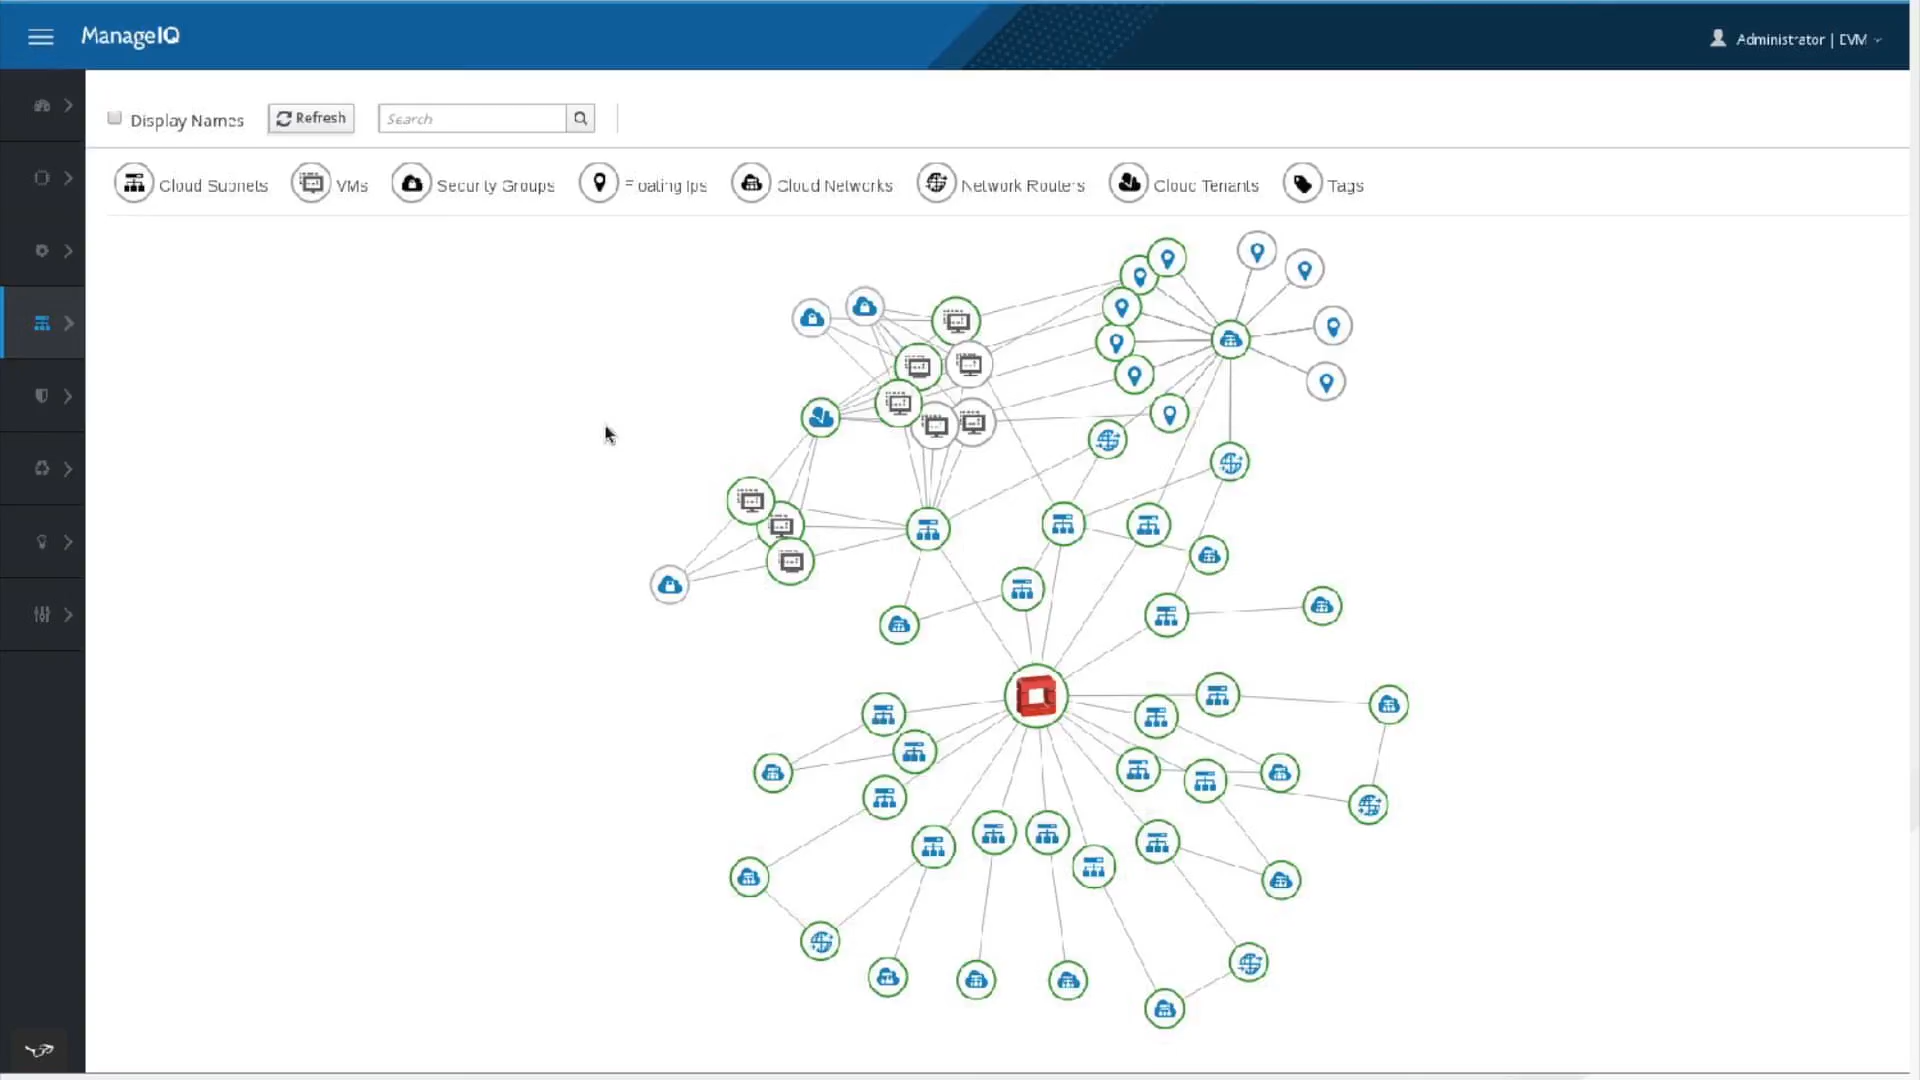 ManageIQ
Administrator | EVM
Display Names
Refresh
Search
Cloud Subnets
VMs
Security Groups
Floating Ips
Cloud Networks
Network Routers
Cloud Tenants
Tags